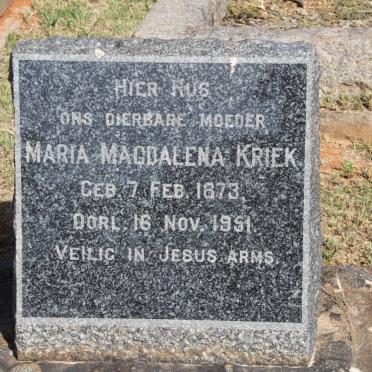 HIER RUS
ONS DIERBARE MOEDER
MARIA MAGDALENA KRIEK.
GEB. 7 FEB. 1873.
OORL. 16 NOV. 1951.
VEILIG IN JESUS ARMS.